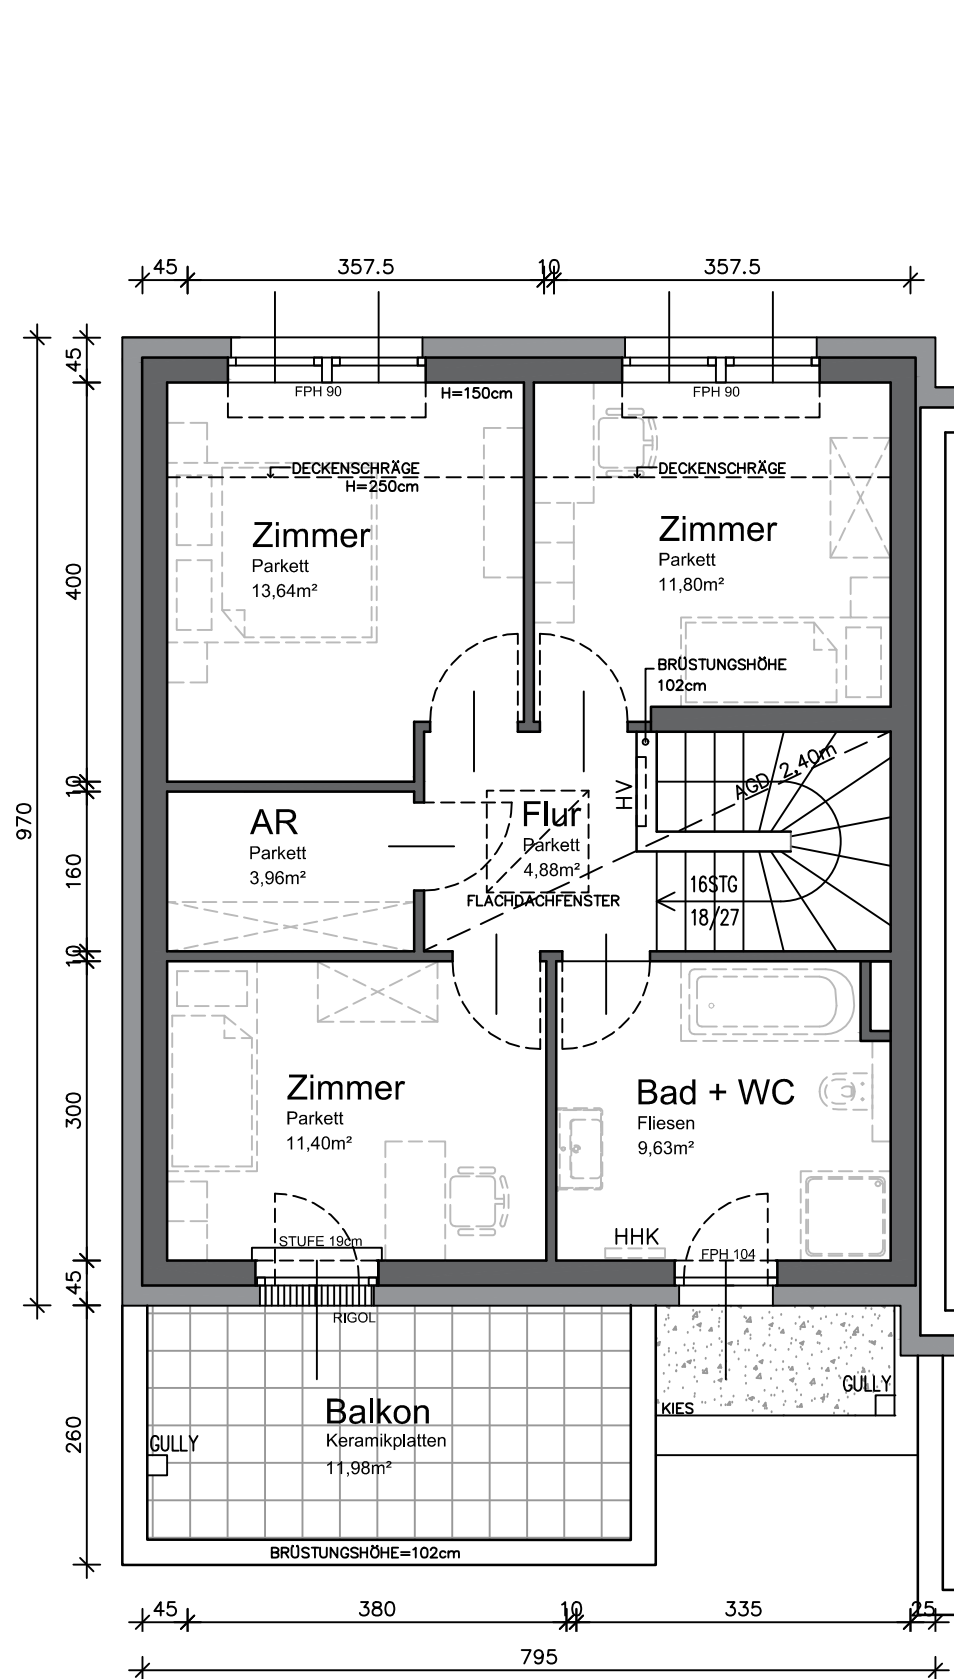 45
357.5
10
357.5
45
FPH 90
H=150cm
FPH 90
DECKENSCHRÄGE
H=250cm
DECKENSCHRÄGE
Zimmer
Parkett
13,64m²
Zimmer
Parkett
11,80m²
400
BRÜSTUNGSHÖHE
102cm
AGD 2,40m
10
HV
970
AR
Parkett
3,96m²
Flur
Parkett
4,88m²
160
FLACHDACHFENSTER
16STG
18/27
10
Zimmer
Parkett
11,40m²
Bad + WC
Fliesen
9,63m²
300
HHK
STUFE 19cm
FPH 104
45
RIGOL
GULLY
KIES
Balkon
Keramikplatten
11,98m²
GULLY
260
BRÜSTUNGSHÖHE=102cm
45
380
10
335
25
795